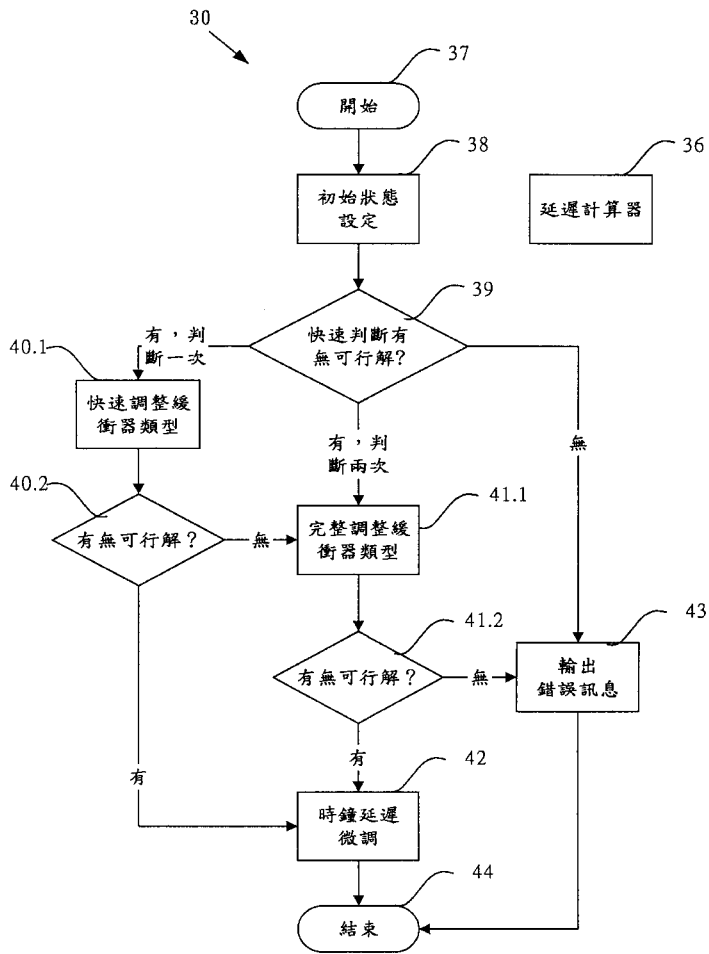 30
37
開始
38
初始狀態
設定
36
延遲計算器
39
快速判斷有
無可行解?
有，判
斷一次
40.1
快速調整緩
衝器類型
有，判
斷兩次
無
40.2
有無可行解？
無
41.1
完整調整緩
衝器類型
41.2
有無可行解？
無
43
輸出
錯誤訊息
有
有
42
時鐘延遲
微調
44
結束